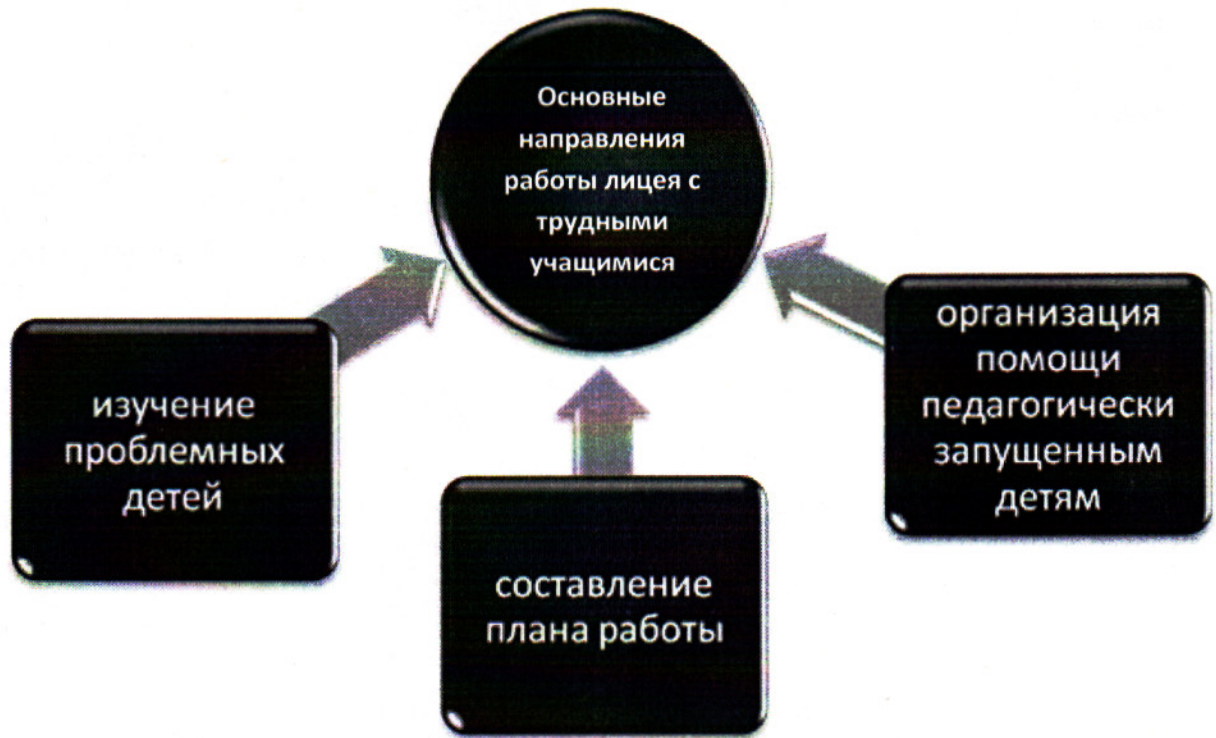 Основные
направления
работы лицея с
трудными
учащимися
изучение
проблемных
детей
составление
плана работы
организация
помощи
педагогически
запущенным
детям